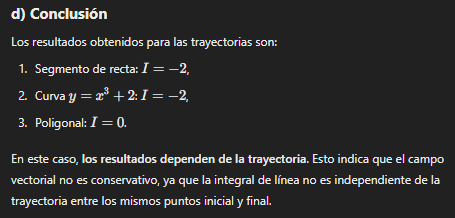 d) Conclusión
Los resultados obtenidos para las trayectorias son:
1. Segmento de recta: I = −2,
2. Curva y = x³ + 2: I = −2,
3. Poligonal: I = 0.
En este caso, los resultados dependen de la trayectoria. Esto indica que el campo
vectorial no es conservativo, ya que la integral de línea no es independiente de la
trayectoria entre los mismos puntos inicial y final.